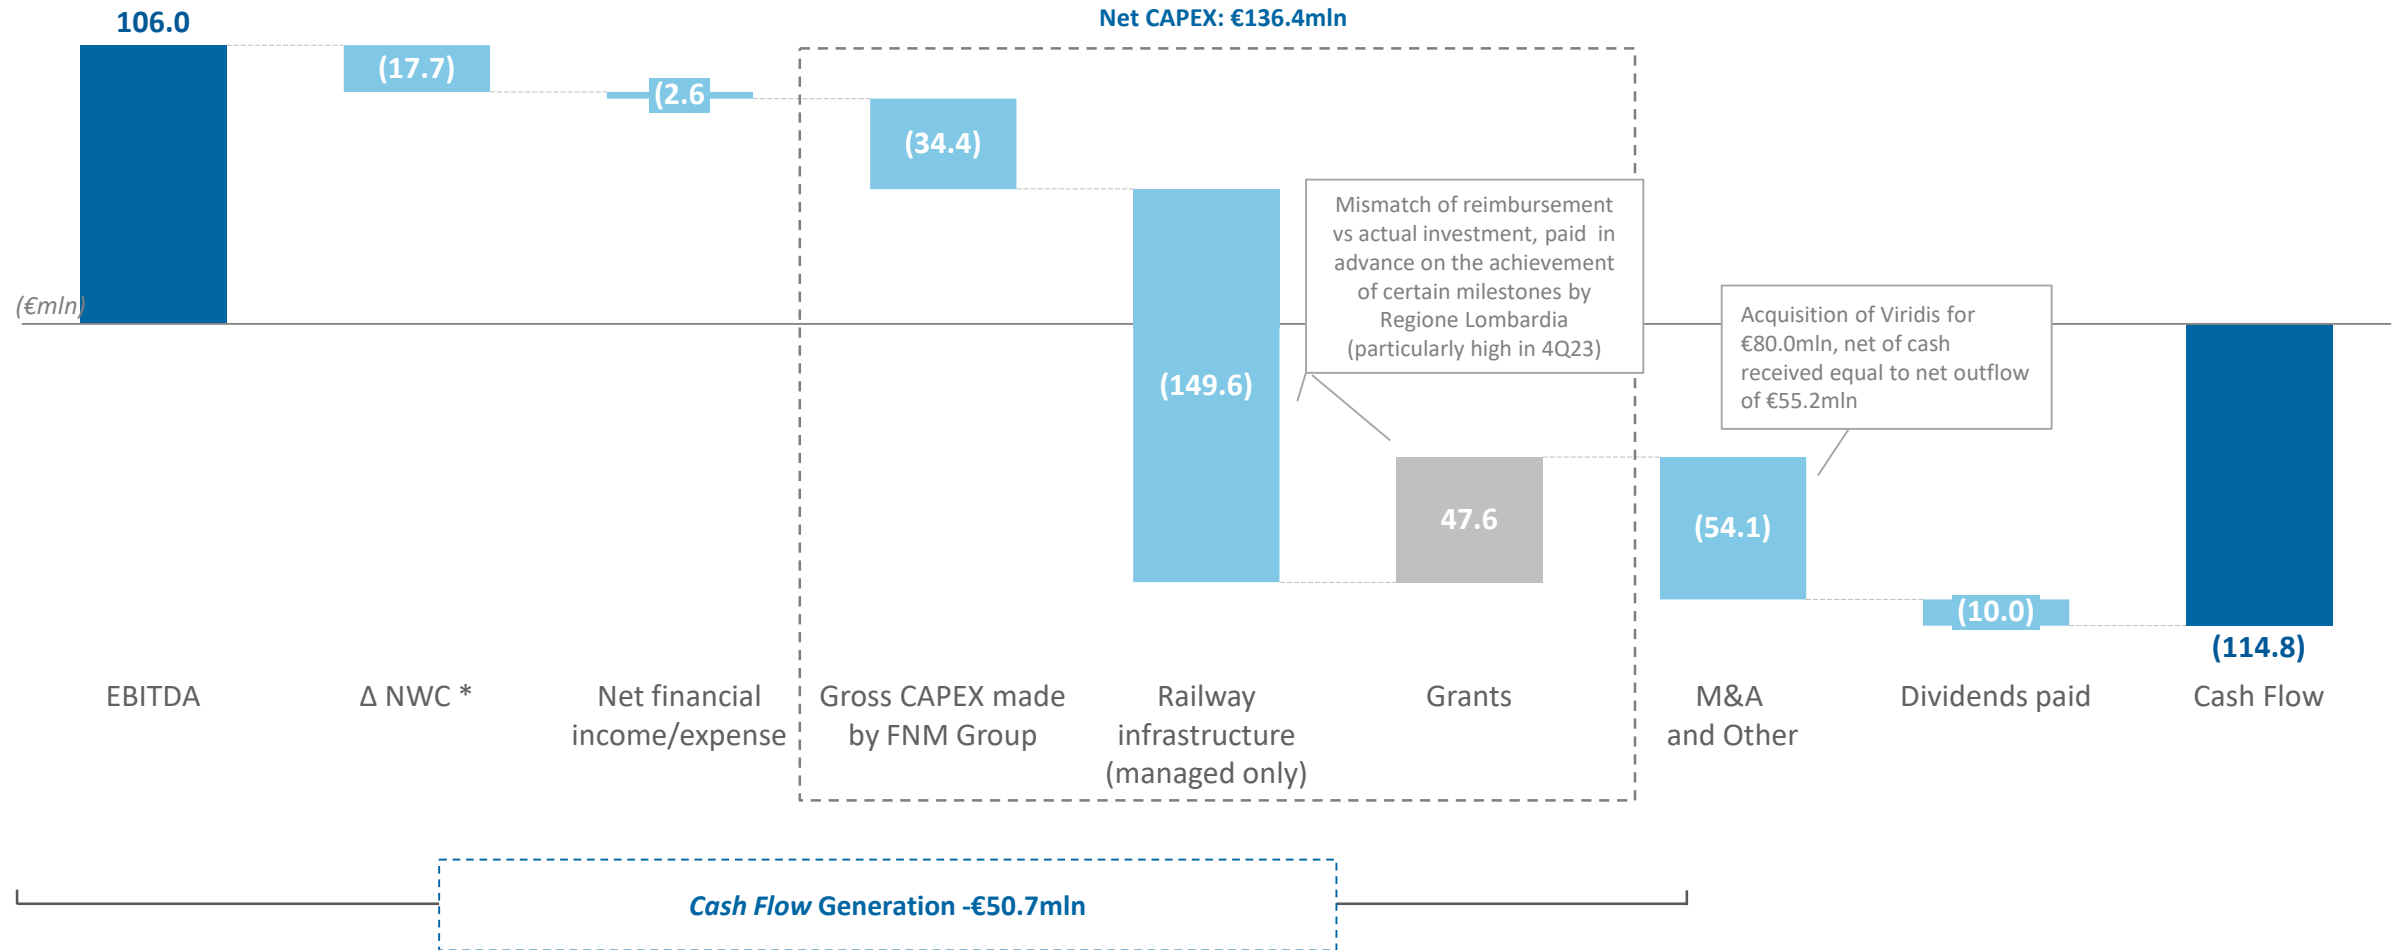 Net CAPEX: €136.4mln
106.0
(17.7)
(2.6
(34.4)
(149.6)
47.6
(54.1)
(10.0)
(114.8)
(€mln)
Mismatch of reimbursement
vs actual investment, paid in
advance on the achievement
of certain milestones by
Regione Lombardia
(particularly high in 4Q23)
Acquisition of Viridis for
€80.0mln, net of cash
received equal to net outflow
of €55.2mln
EBITDA
Δ NWC *
Net financial
income/expense
Gross CAPEX made
by FNM Group
Railway
infrastructure
(managed only)
Grants
M&A
and Other
Dividends paid
Cash Flow
Cash Flow Generation -€50.7mln